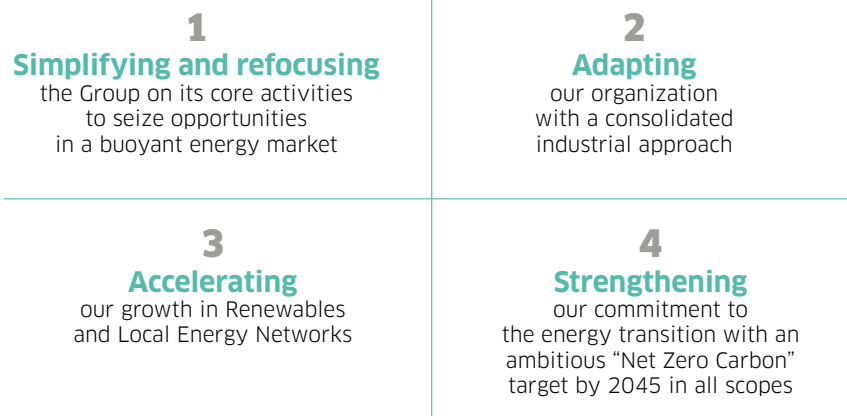 1
Simplifying and refocusing
the Group on its core activities
to seize opportunities
in a buoyant energy market
2
Adapting
our organization
with a consolidated
industrial approach
3
Accelerating
our growth in Renewables
and Local Energy Networks
4
Strengthening
our commitment to
the energy transition with an
ambitious “Net Zero Carbon”
target by 2045 in all scopes